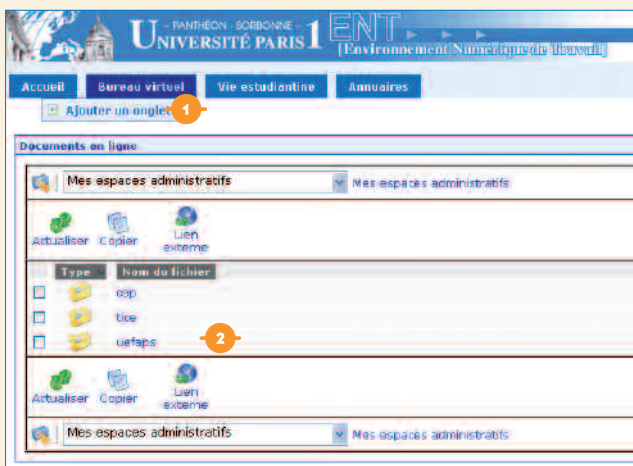 – PANTHÉON - SORBONNE –
UNIVERSITÉ PARIS 1
ENT
[Environnement Numérique de Travail]
Accueil Bureau virtuel Vie estudiantine Annuaires
Ajouter un onglet 1
Documents en ligne
Mes espaces administratifs Mes espaces administratifs
Actualiser Copier Lien externe
Type Nom du fichier
cep
tice
uefaps 2
Actualiser Copier Lien externe
Mes espaces administratifs Mes espaces administratifs